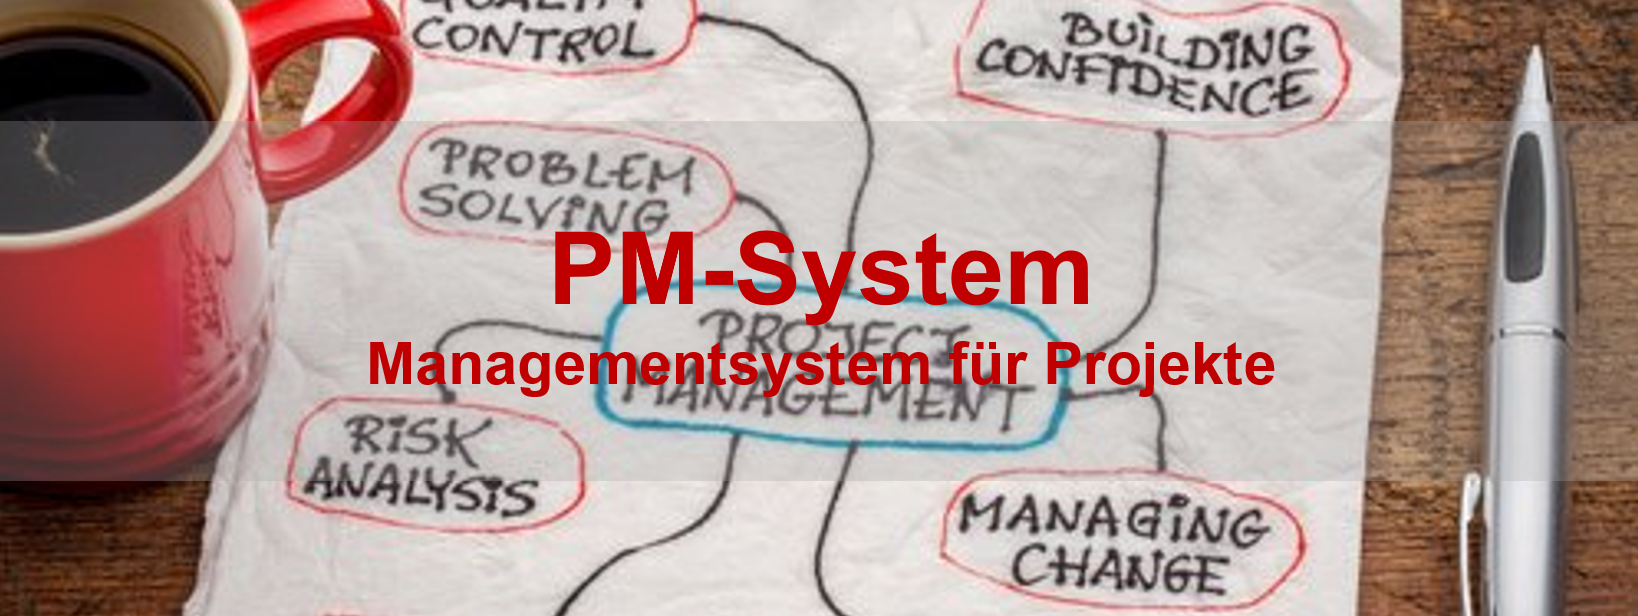 QUALITY
CONTROL
BUILDING
CONFIDENCE
PROBLEM
SOLVING
PM-System
PROJECT
Managementsystem für Projekte
MANAGEMENT
RISK
ANALYSIS
MANAGING
CHANGE